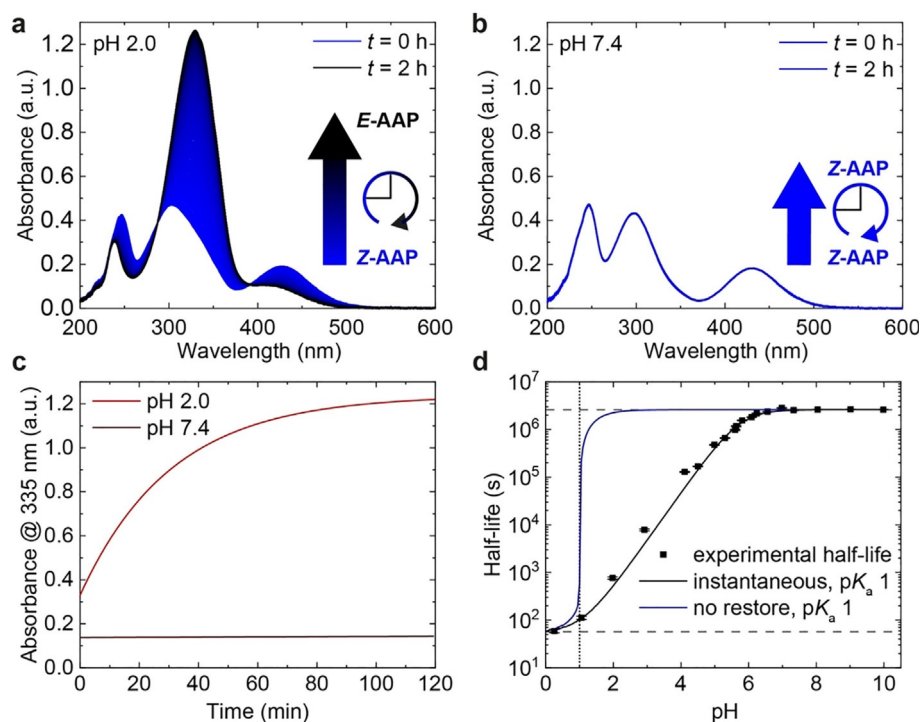 a
pH 2.0
t = 0 h
t = 2 h
E-AAP
Z-AAP
Absorbance (a.u.)
1.2
1.0
0.8
0.6
0.4
0.2
0.0
200 300 400 500 600
Wavelength (nm)
b
pH 7.4
t = 0 h
t = 2 h
Z-AAP
Z-AAP
Absorbance (a.u.)
1.2
1.0
0.8
0.6
0.4
0.2
0.0
200 300 400 500 600
Wavelength (nm)
c
pH 2.0
pH 7.4
Absorbance @ 335 nm (a.u.)
1.2
1.0
0.8
0.6
0.4
0.2
0.0
0 20 40 60 80 100 120
Time (min)
d
Half-life (s)
10⁷
10⁶
10⁵
10⁴
10³
10²
10¹
experimental half-life
instantaneous, pKₐ 1
no restore, pKₐ 1
0 2 4 6 8 10
pH